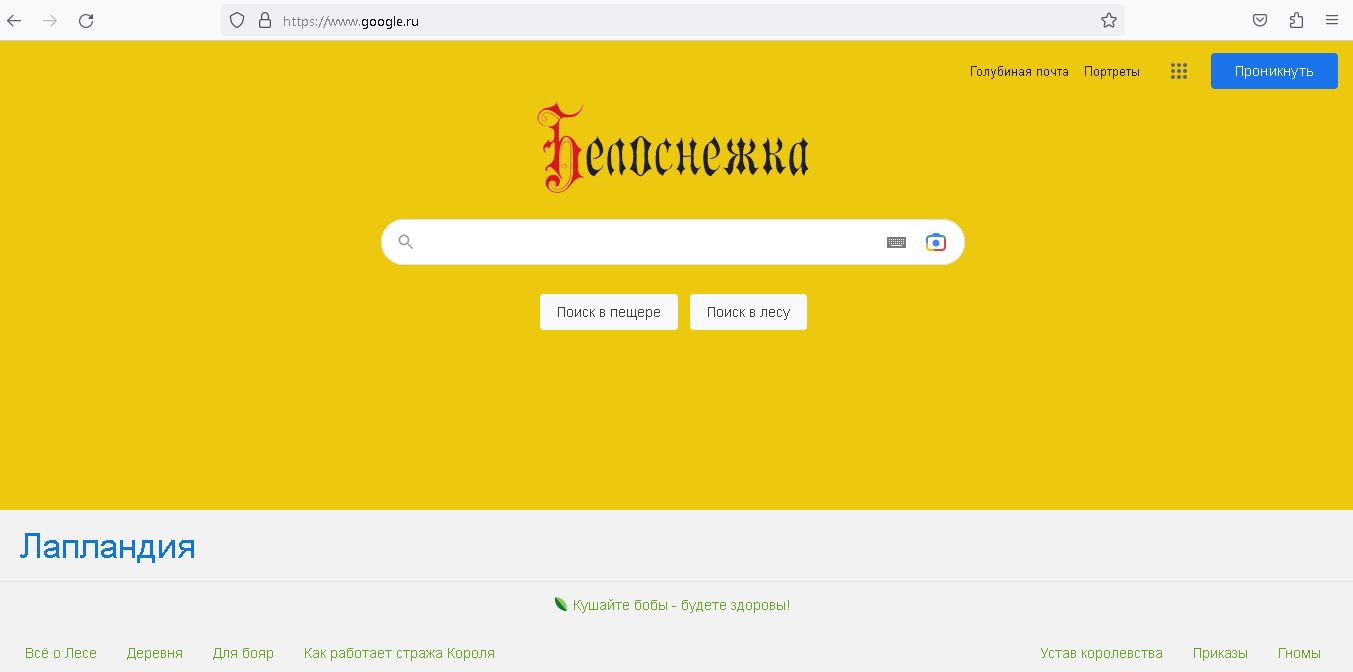 https://www.google.ru
Голубиная почта Портреты Проникнуть
Белоснежка
Поиск в пещере Поиск в лесу
Лапландия
Кушайте бобы - будете здоровы!
Всё о Лесе Деревня Для бояр Как работает стража Короля Устав королевства Приказы Гномы